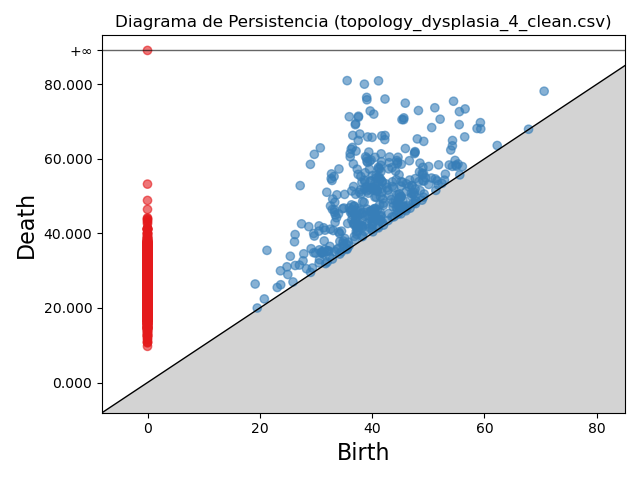 Diagrama de Persistencia (topology_dysplasia_4_clean.csv)
+∞
80.000
60.000
40.000
20.000
0.000
Death
0 20 40 60 80
Birth